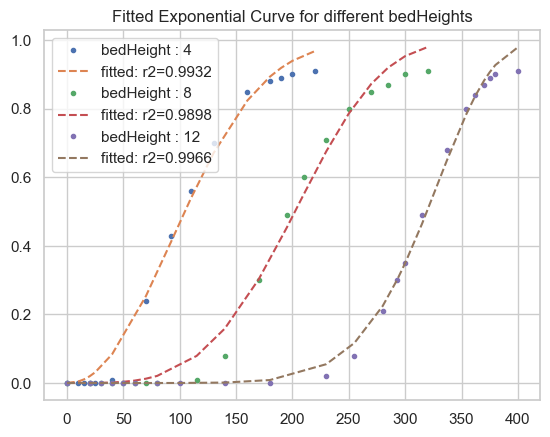 Fitted Exponential Curve for different bedHeights
1.0
0.8
0.6
0.4
0.2
0.0
bedHeight : 4
fitted: r2=0.9932
bedHeight : 8
fitted: r2=0.9898
bedHeight : 12
fitted: r2=0.9966
0 50 100 150 200 250 300 350 400